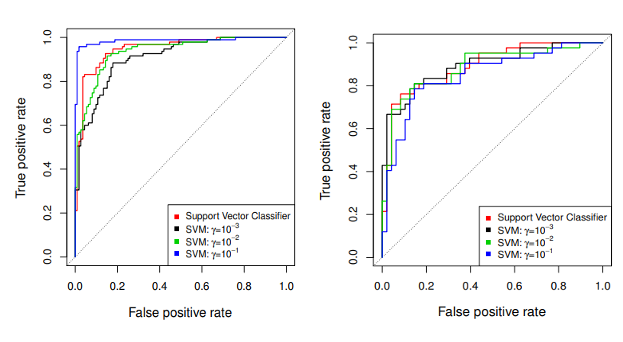 True positive rate
1.0
0.8
0.6
0.4
0.2
0.0
Support Vector Classifier
SVM: γ=10⁻³
SVM: γ=10⁻²
SVM: γ=10⁻¹
0.0 0.2 0.4 0.6 0.8 1.0
False positive rate
True positive rate
1.0
0.8
0.6
0.4
0.2
0.0
Support Vector Classifier
SVM: γ=10⁻³
SVM: γ=10⁻²
SVM: γ=10⁻¹
0.0 0.2 0.4 0.6 0.8 1.0
False positive rate